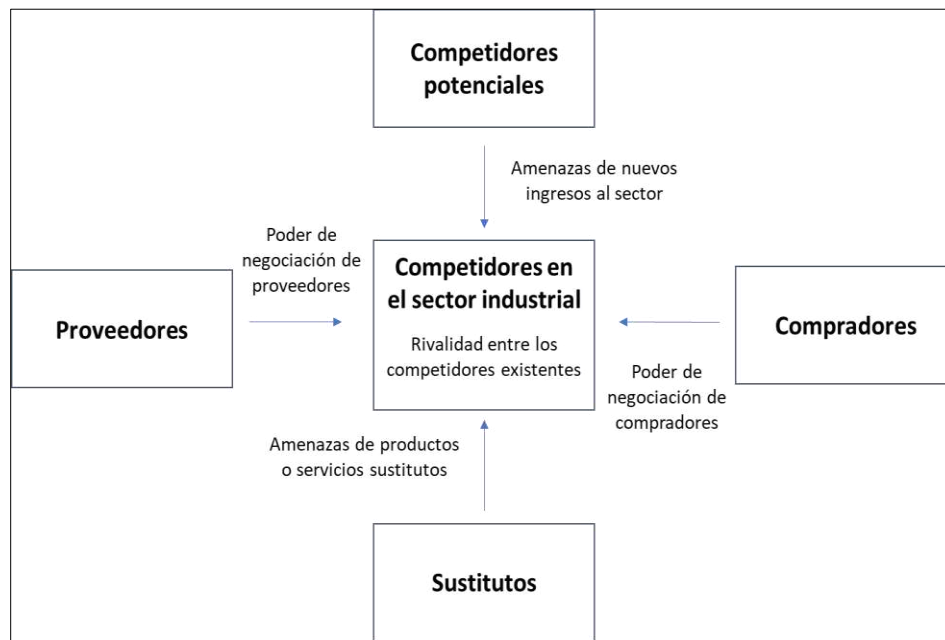 Competidores
potenciales
Amenazas de nuevos
ingresos al sector
Poder de
negociación de
proveedores
Proveedores
Competidores en
el sector industrial
Rivalidad entre los
competidores existentes
Compradores
Poder de
negociación de
compradores
Amenazas de productos
o servicios sustitutos
Sustitutos